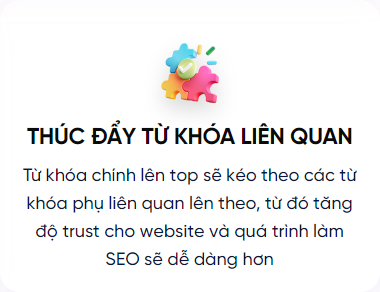 THÚC ĐẨY TỪ KHÓA LIÊN QUAN
Từ khóa chính lên top sẽ kéo theo các từ
khóa phụ liên quan lên theo, từ đó tăng
độ trust cho website và quá trình làm
SEO sẽ dễ dàng hơn